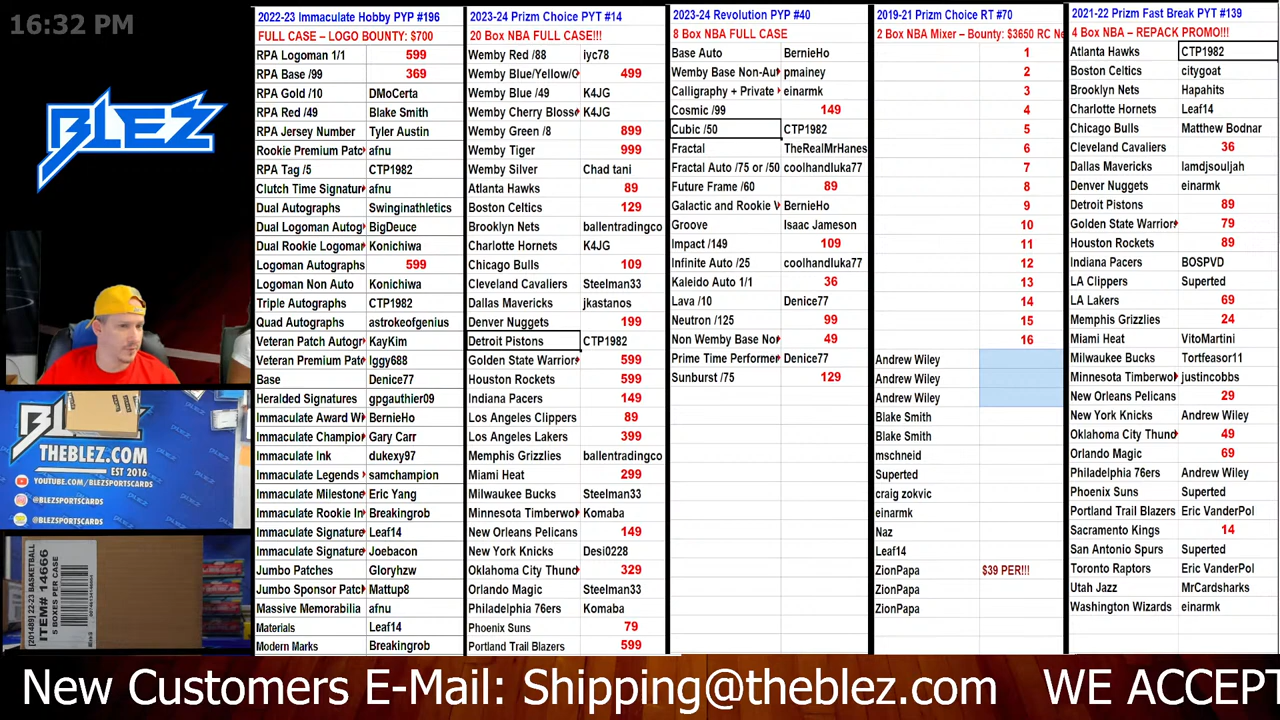 16:32 PM
BLEZ
THEBLEZ.COM
EST 2016
YOUTUBE.COM/BLEZSPORTSCARDS
@BLEZSPORTSCARDS
@BLEZSPORTSCARDS
[201489] 22-23 BASKETBALL
ITEM# 14666
5 BOXES PER CASE
2022-23 Immaculate Hobby PYP #196
FULL CASE – LOGO BOUNTY: $700
RPA Logoman 1/1 599
RPA Base /99 369
RPA Gold /10 DMoCerta
RPA Red /49 Blake Smith
RPA Jersey Number Tyler Austin
Rookie Premium Patc afnu
RPA Tag /5 CTP1982
Clutch Time Signatur afnu
Dual Autographs Swinginathletics
Dual Logoman Autog BigDeuce
Dual Rookie Logomar Konichiwa
Logoman Autographs 599
Logoman Non Auto Konichiwa
Triple Autographs CTP1982
Quad Autographs astrokeofgenius
Veteran Patch Autogr KayKim
Veteran Premium Pat Iggy688
Base Denice77
Heralded Signatures gpgauthier09
Immaculate Award W BernieHo
Immaculate Champio Gary Carr
Immaculate Ink dukexy97
Immaculate Legends samchampion
Immaculate Milestone Eric Yang
Immaculate Rookie In Breakingrob
Immaculate Signature Leaf14
Immaculate Signature Joebacon
Jumbo Patches Gloryhzw
Jumbo Sponsor Patc Mattup8
Massive Memorabilia afnu
Materials Leaf14
Modern Marks Breakingrob
2023-24 Prizm Choice PYT #14
20 Box NBA FULL CASE!!!
Wemby Red /88 iyc78
Wemby Blue/Yellow/G 499
Wemby Blue /49 K4JG
Wemby Cherry Blosso K4JG
Wemby Green /8 899
Wemby Tiger 999
Wemby Silver Chad tani
Atlanta Hawks 89
Boston Celtics 129
Brooklyn Nets ballentradingco
Charlotte Hornets K4JG
Chicago Bulls 109
Cleveland Cavaliers Steelman33
Dallas Mavericks jkastanos
Denver Nuggets 199
Detroit Pistons CTP1982
Golden State Warrior 599
Houston Rockets 599
Indiana Pacers 149
Los Angeles Clippers 89
Los Angeles Lakers 399
Memphis Grizzlies ballentradingco
Miami Heat 299
Milwaukee Bucks Steelman33
Minnesota Timberwo Komaba
New Orleans Pelicans 149
New York Knicks Desi0228
Oklahoma City Thund 329
Orlando Magic Steelman33
Philadelphia 76ers Komaba
Phoenix Suns 79
Portland Trail Blazers 599
2023-24 Revolution PYP #40
8 Box NBA FULL CASE
Base Auto BernieHo
Wemby Base Non-Au pmainey
Calligraphy + Private einarmk
Cosmic /99 149
Cubic /50 CTP1982
Fractal TheRealMrHanes
Fractal Auto /75 or /50 coolhandluka77
Future Frame /60 89
Galactic and Rookie V BernieHo
Groove Isaac Jameson
Impact /149 109
Infinite Auto /25 coolhandluka77
Kaleido Auto 1/1 36
Lava /10 Denice77
Neutron /125 99
Non Wemby Base No 49
Prime Time Performer Denice77
Sunburst /75 129
2019-21 Prizm Choice RT #70
2 Box NBA Mixer – Bounty: $3650 RC Ne
1
2
3
4
5
6
7
8
9
10
11
12
13
14
15
16
Andrew Wiley
Andrew Wiley
Andrew Wiley
Blake Smith
Blake Smith
mschneid
Superted
craig zokvic
einarmk
Naz
Leaf14
ZionPapa $39 PER!!!
ZionPapa
ZionPapa
2021-22 Prizm Fast Break PYT #139
4 Box NBA – REPACK PROMO!!!
Atlanta Hawks CTP1982
Boston Celtics citygoat
Brooklyn Nets Hapahits
Charlotte Hornets Leaf14
Chicago Bulls Matthew Bodnar
Cleveland Cavaliers 36
Dallas Mavericks Iamdjsouljah
Denver Nuggets einarmk
Detroit Pistons 89
Golden State Warrior 79
Houston Rockets 89
Indiana Pacers BOSPVD
LA Clippers Superted
LA Lakers 69
Memphis Grizzlies 24
Miami Heat VitoMartini
Milwaukee Bucks Tortfeasor11
Minnesota Timberwo justincobbs
New Orleans Pelicans 29
New York Knicks Andrew Wiley
Oklahoma City Thund 49
Orlando Magic 69
Philadelphia 76ers Andrew Wiley
Phoenix Suns Superted
Portland Trail Blazers Eric VanderPol
Sacramento Kings 14
San Antonio Spurs Superted
Toronto Raptors Eric VanderPol
Utah Jazz MrCardsharks
Washington Wizards einarmk
New Customers E-Mail: Shipping@theblez.com WE ACCEPT